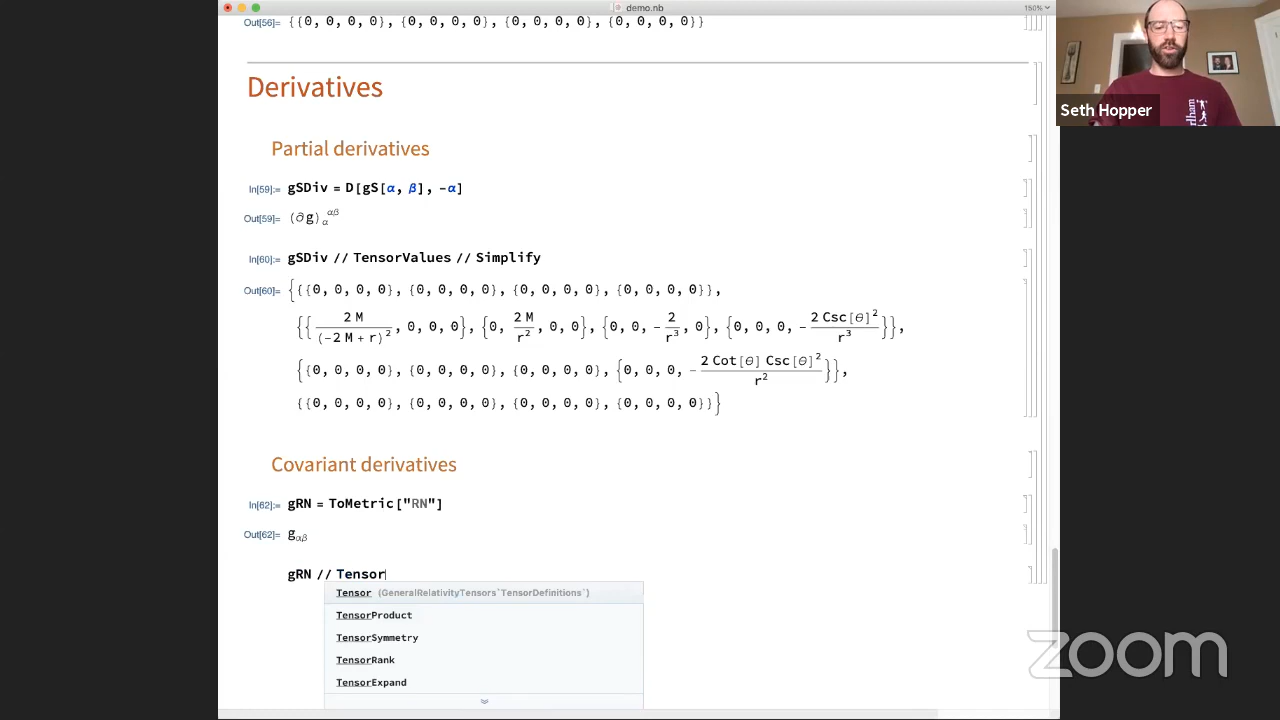 demo.nb
150%
Out[56]= {{0, 0, 0, 0}, {0, 0, 0, 0}, {0, 0, 0, 0}, {0, 0, 0, 0}}
Derivatives
Partial derivatives
In[59]:= gSDiv = D[gS[α, β], -α]
Out[59]= (∂g)_α^αβ
In[60]:= gSDiv // TensorValues // Simplify
Out[60]= {{{0, 0, 0, 0}, {0, 0, 0, 0}, {0, 0, 0, 0}, {0, 0, 0, 0}},
{{2 M/(-2 M + r)^2, 0, 0, 0}, {0, 2 M/r^2, 0, 0}, {0, 0, -2/r^3, 0}, {0, 0, 0, -2 Csc[θ]^2/r^3}},
{{0, 0, 0, 0}, {0, 0, 0, 0}, {0, 0, 0, 0}, {0, 0, 0, -2 Cot[θ] Csc[θ]^2/r^2}},
{{0, 0, 0, 0}, {0, 0, 0, 0}, {0, 0, 0, 0}, {0, 0, 0, 0}}}
Covariant derivatives
In[62]:= gRN = ToMetric["RN"]
Out[62]= g_αβ
gRN // Tensor
Tensor (GeneralRelativityTensors`TensorDefinitions`)
TensorProduct
TensorSymmetry
TensorRank
TensorExpand
Seth Hopper
zoom